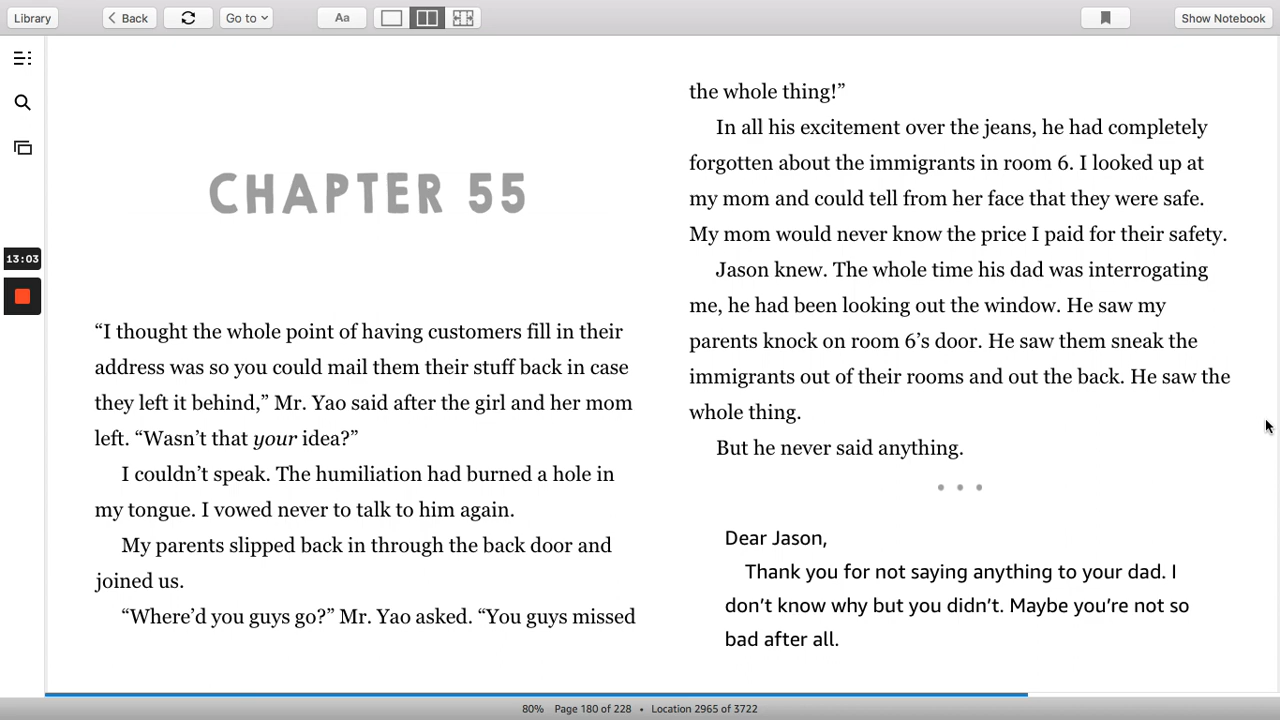 Library
Back
Go to
Aa
Show Notebook
13:03
CHAPTER 55
“I thought the whole point of having customers fill in their
address was so you could mail them their stuff back in case
they left it behind,” Mr. Yao said after the girl and her mom
left. “Wasn’t that your idea?”
I couldn’t speak. The humiliation had burned a hole in
my tongue. I vowed never to talk to him again.
My parents slipped back in through the back door and
joined us.
“Where’d you guys go?” Mr. Yao asked. “You guys missed
the whole thing!”
In all his excitement over the jeans, he had completely
forgotten about the immigrants in room 6. I looked up at
my mom and could tell from her face that they were safe.
My mom would never know the price I paid for their safety.
Jason knew. The whole time his dad was interrogating
me, he had been looking out the window. He saw my
parents knock on room 6’s door. He saw them sneak the
immigrants out of their rooms and out the back. He saw the
whole thing.
But he never said anything.
• • •
Dear Jason,
Thank you for not saying anything to your dad. I
don’t know why but you didn’t. Maybe you’re not so
bad after all.
80% Page 180 of 228 • Location 2965 of 3722